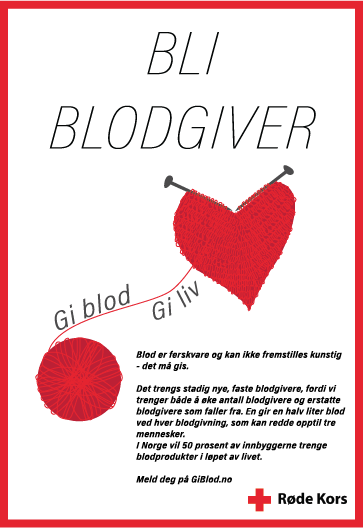 BLI
BLODGIVER
Gi blod
Gi liv
Blod er ferskvare og kan ikke fremstilles kunstig
- det må gis.
Det trengs stadig nye, faste blodgivere, fordi vi
trenger både å øke antall blodgivere og erstatte
blodgivere som faller fra. En gir en halv liter blod
ved hver blodgivning, som kan redde opptil tre
mennesker.
I Norge vil 50 prosent av innbyggerne trenge
blodprodukter i løpet av livet.
Meld deg på GiBlod.no
Røde Kors